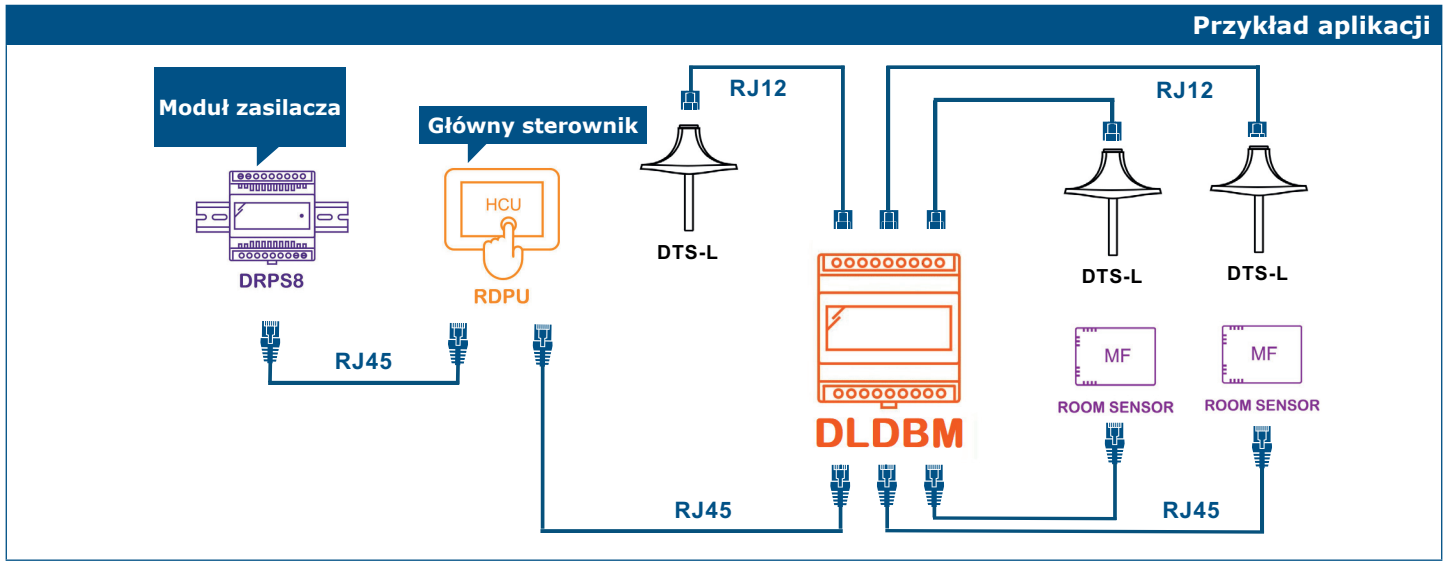 Przykład aplikacji
Moduł zasilacza
Główny sterownik
RJ12
RJ12
HCU
DTS-L
DTS-L
DTS-L
DRPS8
RDPU
RJ45
MF
MF
ROOM SENSOR
ROOM SENSOR
DLDBM
RJ45
RJ45